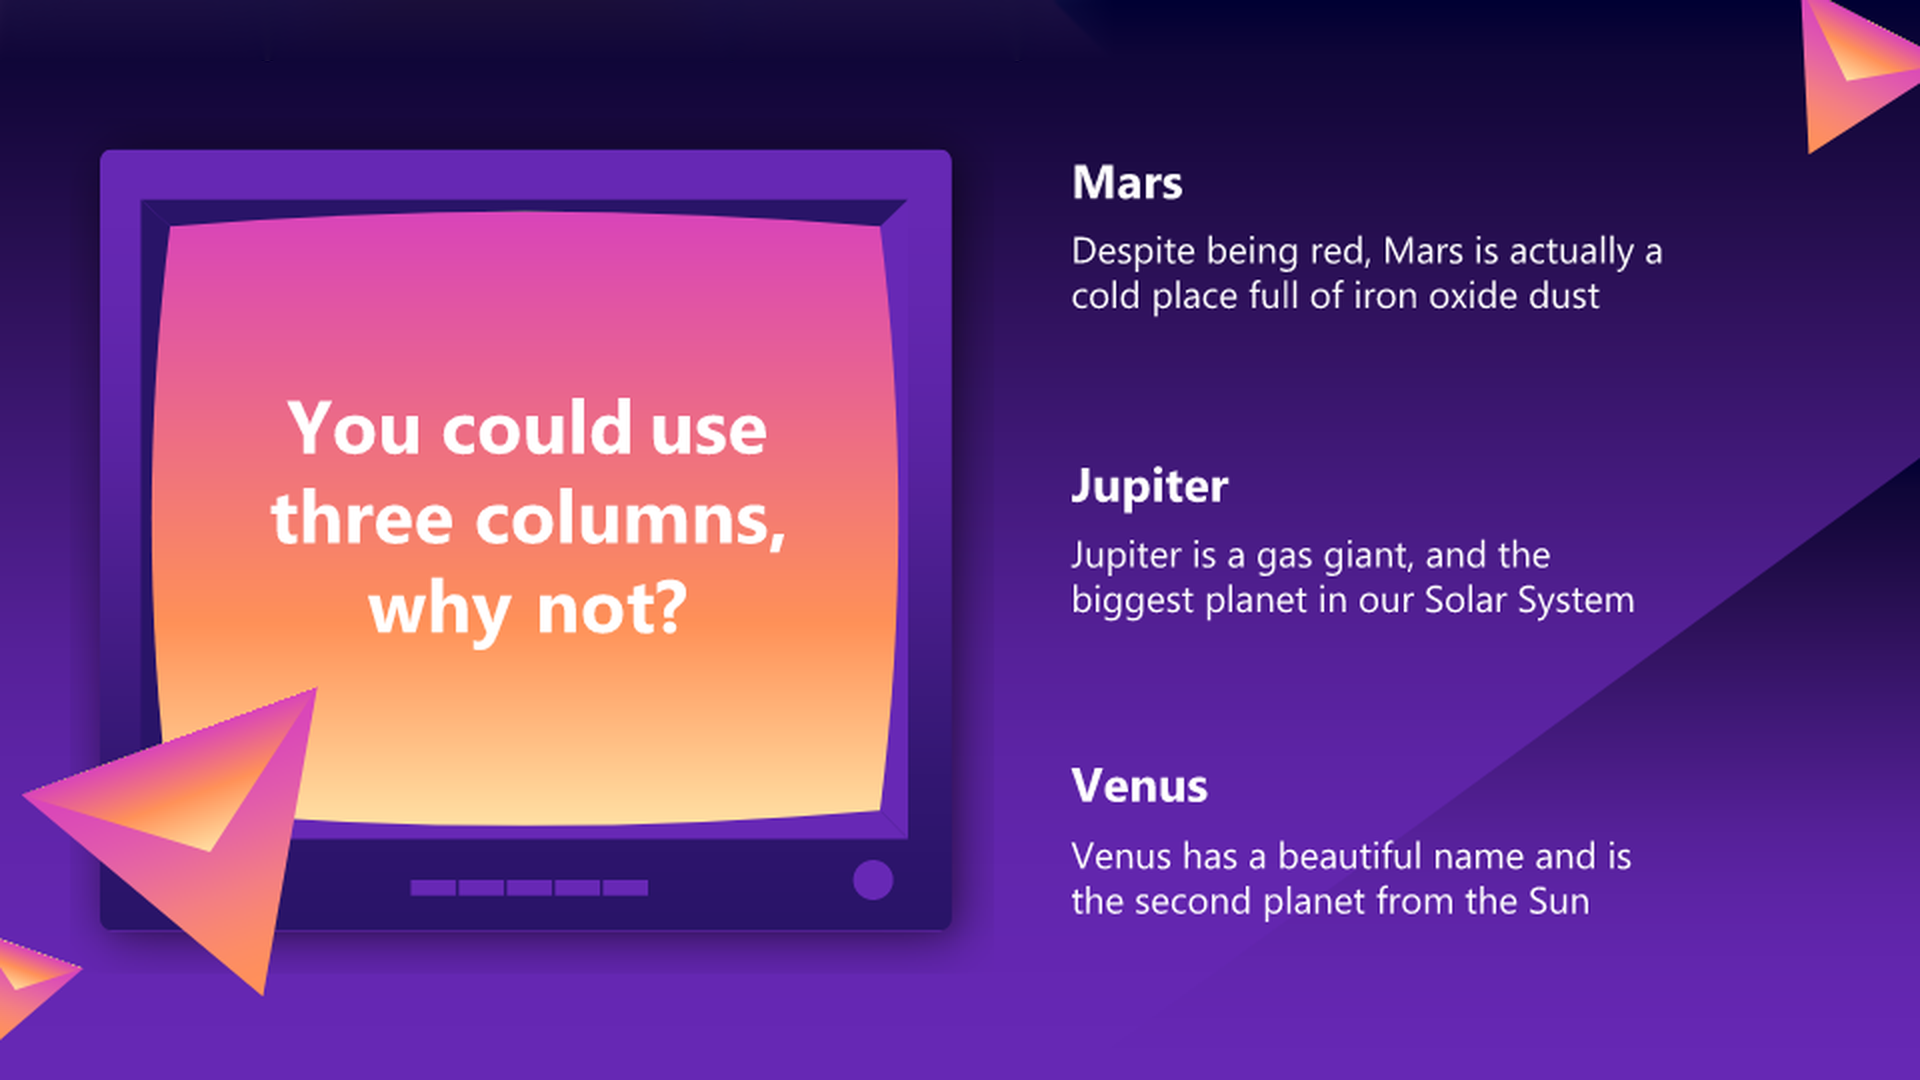 You could use
three columns,
why not?
Mars
Despite being red, Mars is actually a
cold place full of iron oxide dust
Jupiter
Jupiter is a gas giant, and the
biggest planet in our Solar System
Venus
Venus has a beautiful name and is
the second planet from the Sun